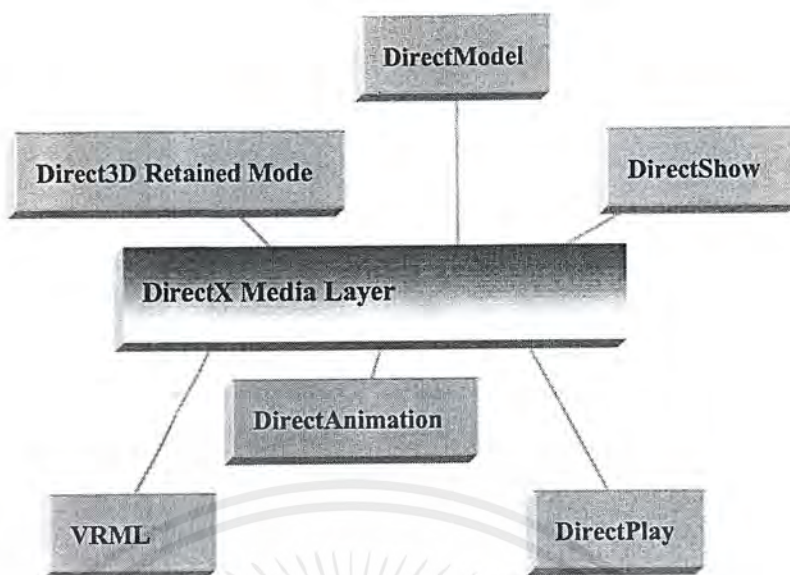 DirectModel
Direct3D Retained Mode
DirectShow
DirectX Media Layer
DirectAnimation
VRML
DirectPlay